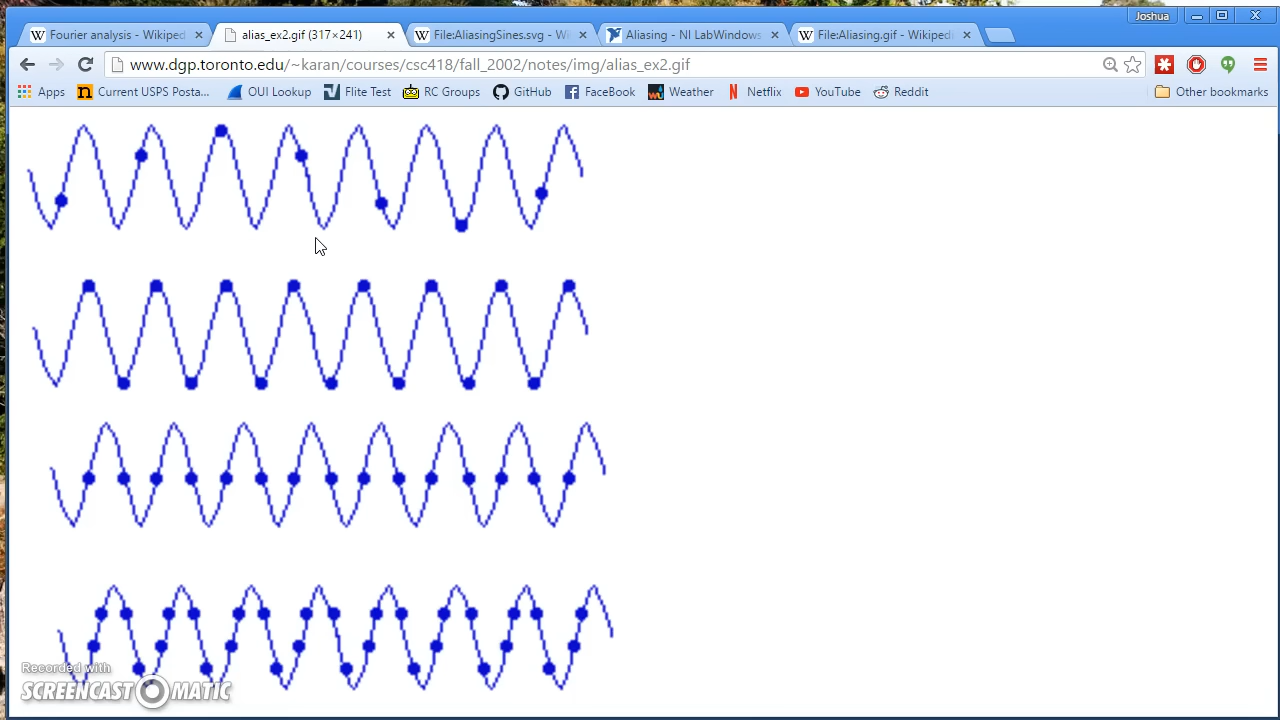 Joshua
Fourier analysis - Wikiped
alias_ex2.gif (317×241)
File:AliasingSines.svg - Wi
Aliasing - NI LabWindows
File:Aliasing.gif - Wikiped
www.dgp.toronto.edu/~karan/courses/csc418/fall_2002/notes/img/alias_ex2.gif
Apps
Current USPS Posta...
OUI Lookup
Flite Test
RC Groups
GitHub
FaceBook
Weather
Netflix
YouTube
Reddit
Other bookmarks
Recorded with
SCREENCAST-O-MATIC